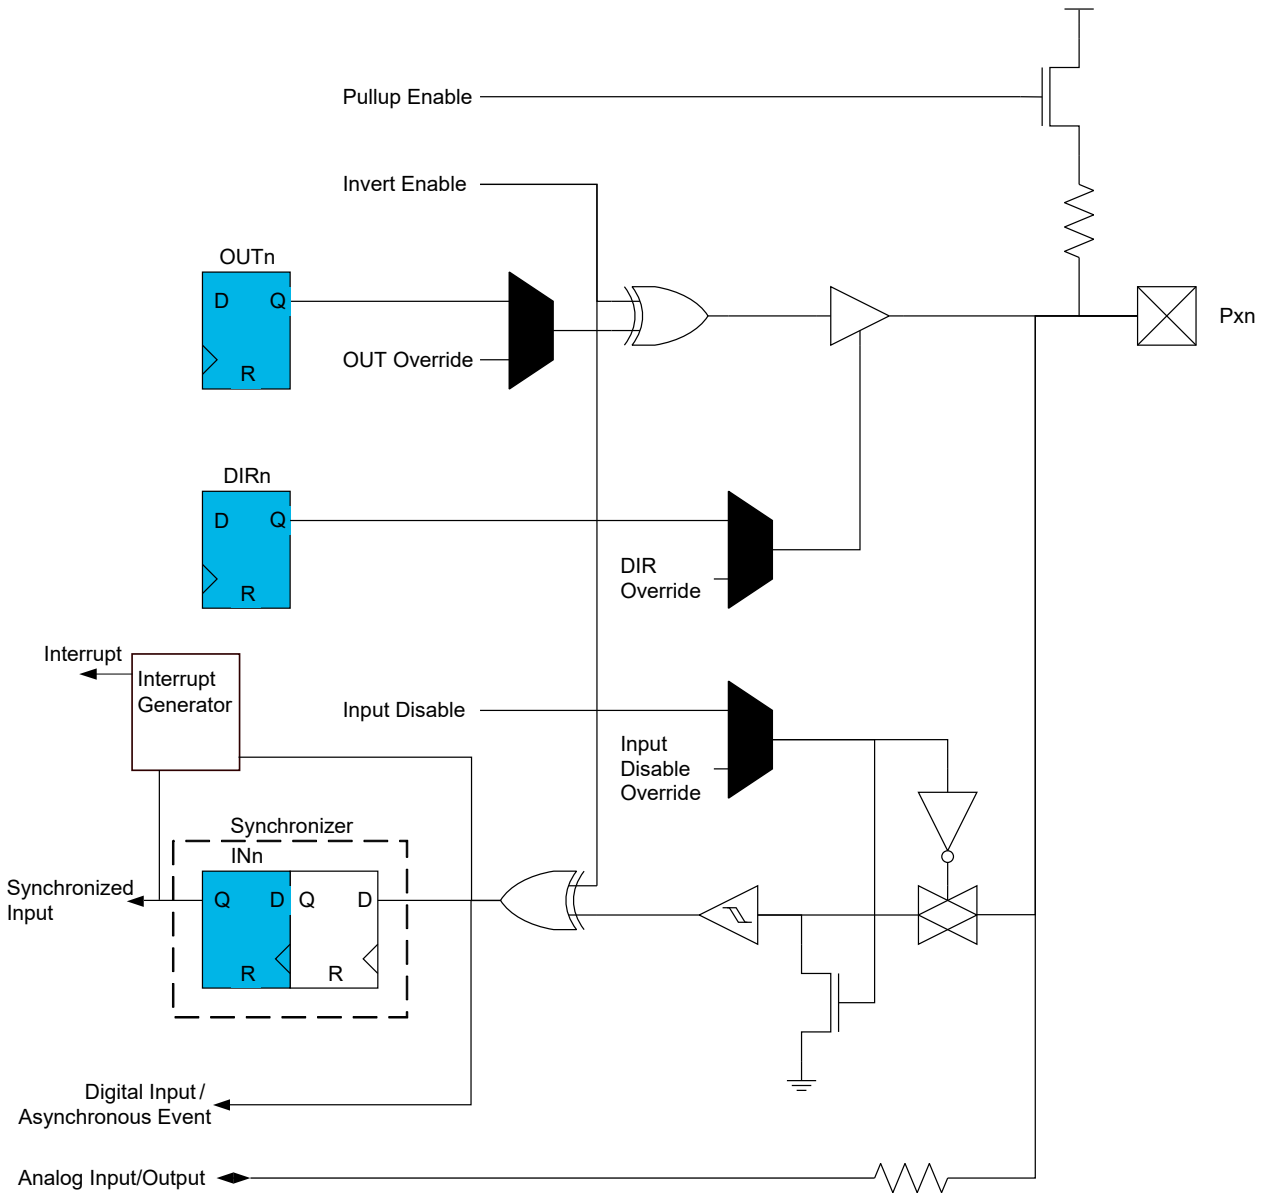 Pullup Enable
Invert Enable
OUTn
D Q
R
OUT Override
Pxn
DIRn
D Q
R
DIR
Override
Interrupt
Interrupt
Generator
Input Disable
Input
Disable
Override
Synchronizer
INn
Synchronized
Input
Q D Q D
R R
Digital Input /
Asynchronous Event
Analog Input/Output